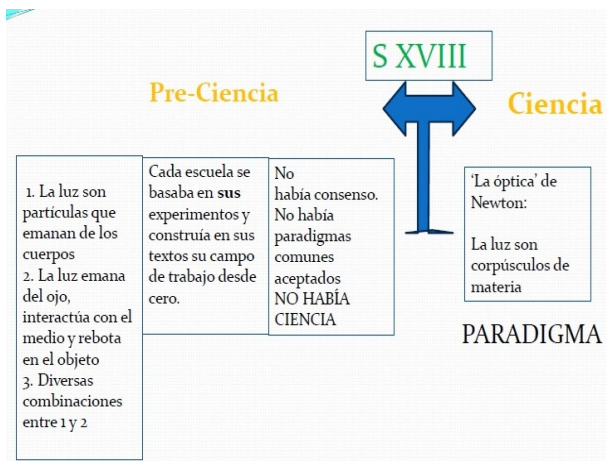 S XVIII
Pre-Ciencia
Ciencia
1. La luz son
partículas que
emanan de los
cuerpos
2. La luz emana
del ojo,
interactúa con el
medio y rebota
en el objeto
3. Diversas
combinaciones
entre 1 y 2
Cada escuela se
basaba en sus
experimentos y
construía en sus
textos su campo
de trabajo desde
cero.
No
había consenso.
No había
paradigmas
comunes
aceptados
NO HABÍA
CIENCIA
‘La óptica’ de
Newton:
La luz son
corpúsculos de
materia
PARADIGMA